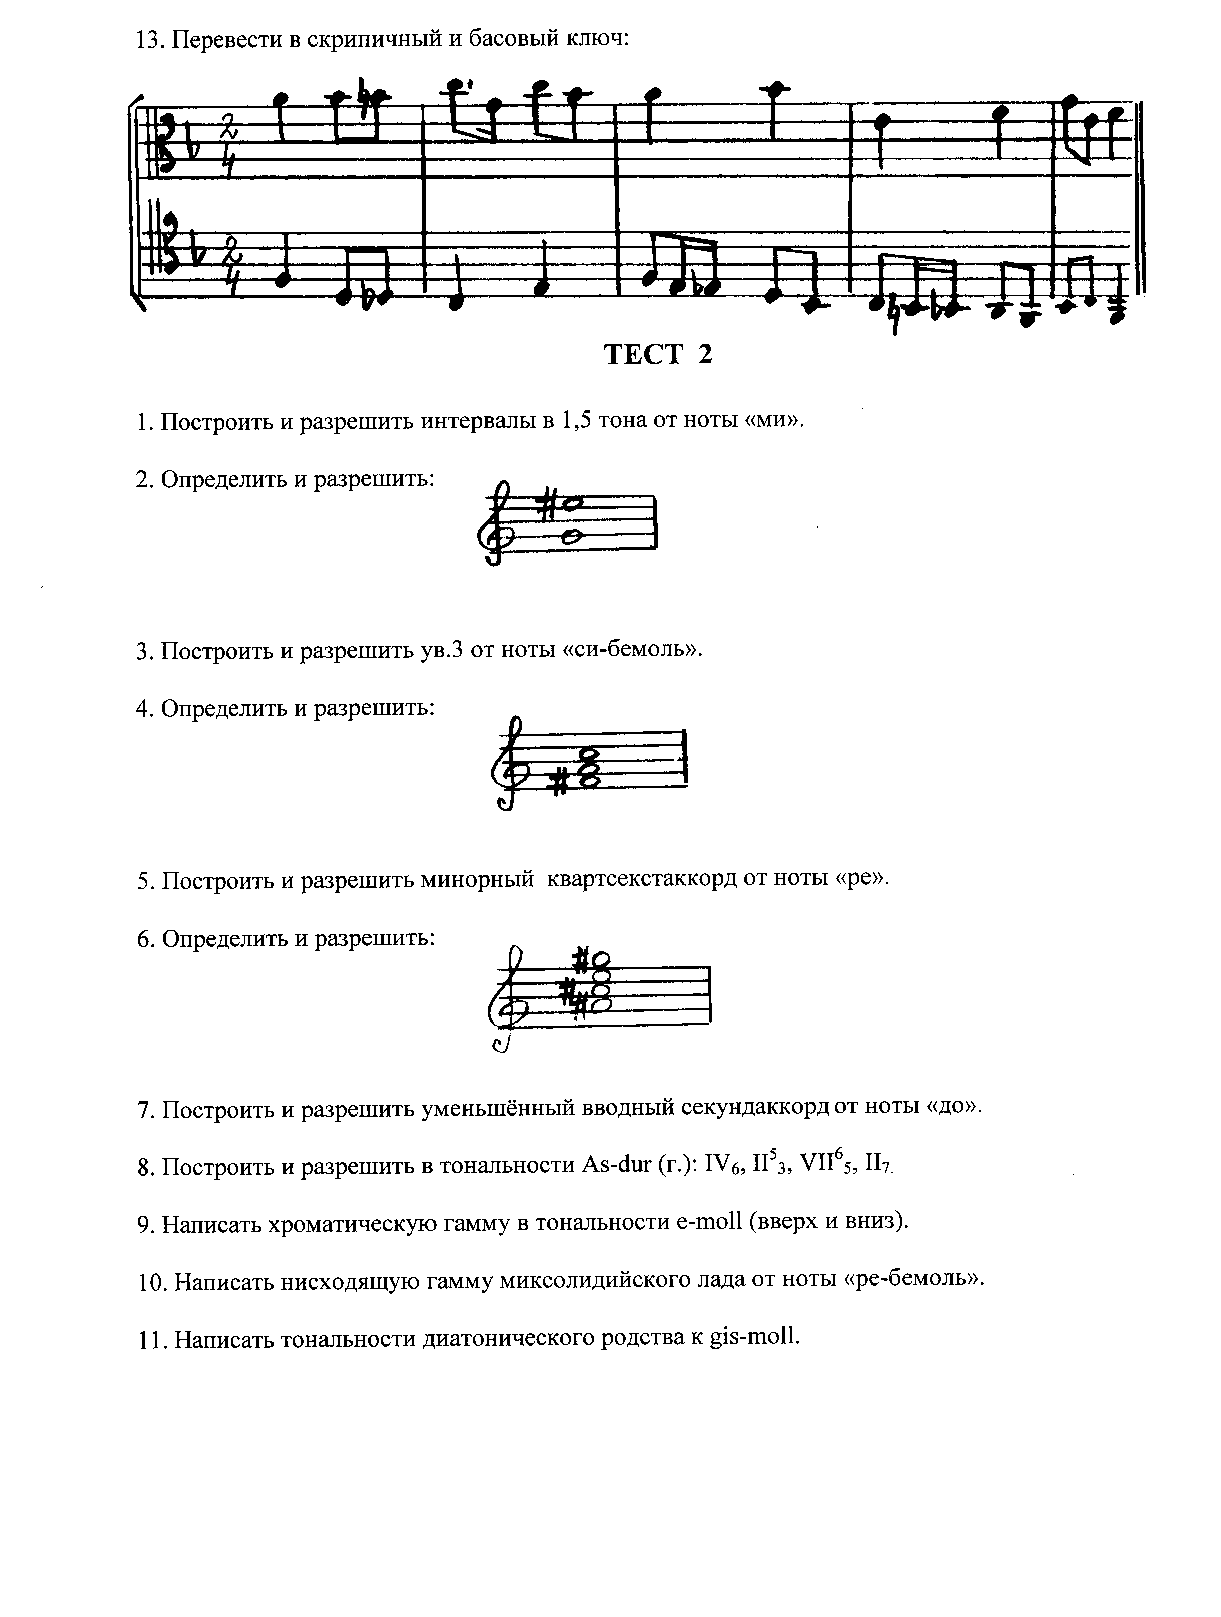 13. Перевести в скрипичный и басовый ключ:
2
4
2
4
ТЕСТ 2
1. Построить и разрешить интервалы в 1,5 тона от ноты «ми».
2. Определить и разрешить:
3. Построить и разрешить ув.3 от ноты «си-бемоль».
4. Определить и разрешить:
5. Построить и разрешить минорный квартсекстаккорд от ноты «ре».
6. Определить и разрешить:
7. Построить и разрешить уменьшённый вводный секундаккорд от ноты «до».
8. Построить и разрешить в тональности As-dur (г.): IV₆, II⁵₃, VII⁶₅, II₇.
9. Написать хроматическую гамму в тональности e-moll (вверх и вниз).
10. Написать нисходящую гамму миксолидийского лада от ноты «ре-бемоль».
11. Написать тональности диатонического родства к gis-moll.